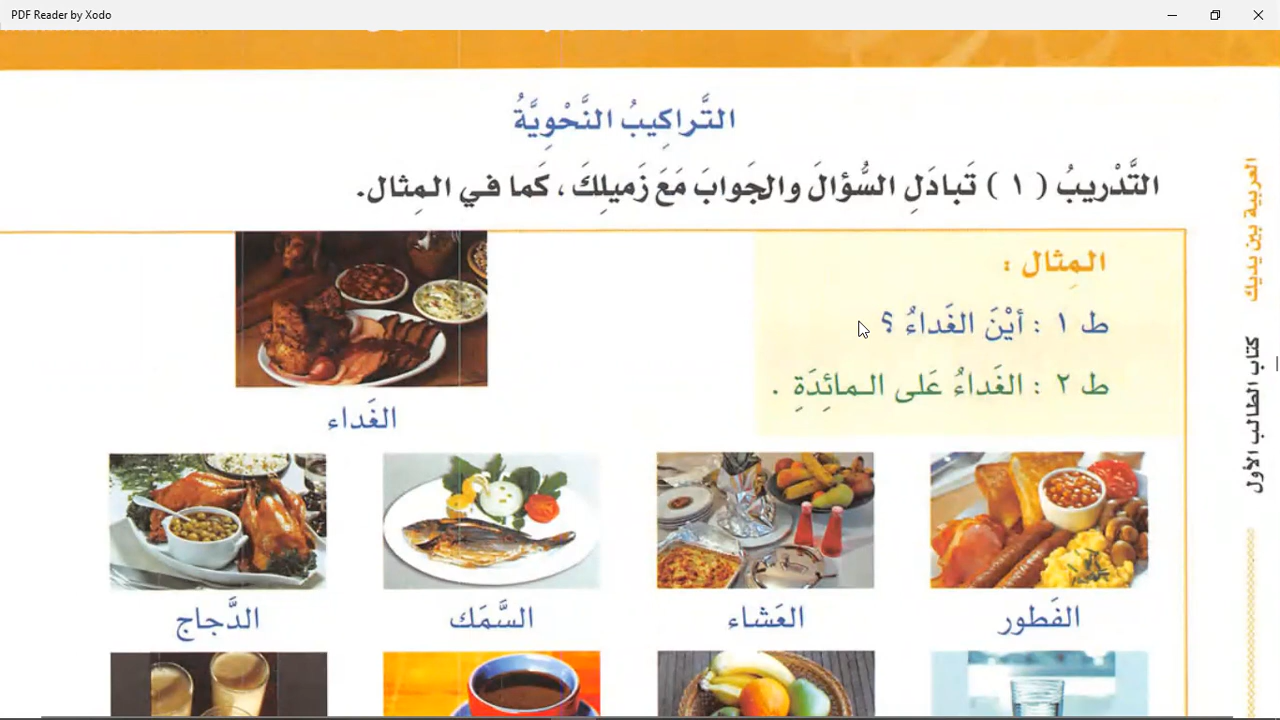 PDF Reader by Xodo
التَّراكِيبُ النَّحْوِيَّةُ
التَّدْريبُ ( ١ ) تَبادَلِ السُّؤالَ والجَوابَ مَعَ زَميلِكَ ، كَما في المِثال.
المِثال :
ط ١ : أيْنَ الغَداءُ ؟
ط ٢ : الغَداءُ عَلى المائِدَةِ .
الغَداء
الفَطور
العَشاء
السَّمَك
الدَّجاج
العربية بين يديك
كتاب الطالب الأول